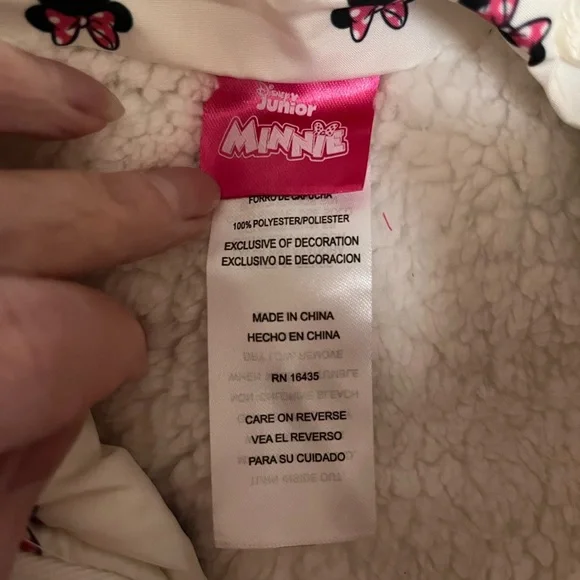 Disney
Junior
MINNIE
FORRO DE CAPUCHA
100% POLYESTER/POLIESTER
EXCLUSIVE OF DECORATION
EXCLUSIVO DE DECORACION
MADE IN CHINA
HECHO EN CHINA
RN 16435
CARE ON REVERSE
VEA EL REVERSO
PARA SU CUIDADO